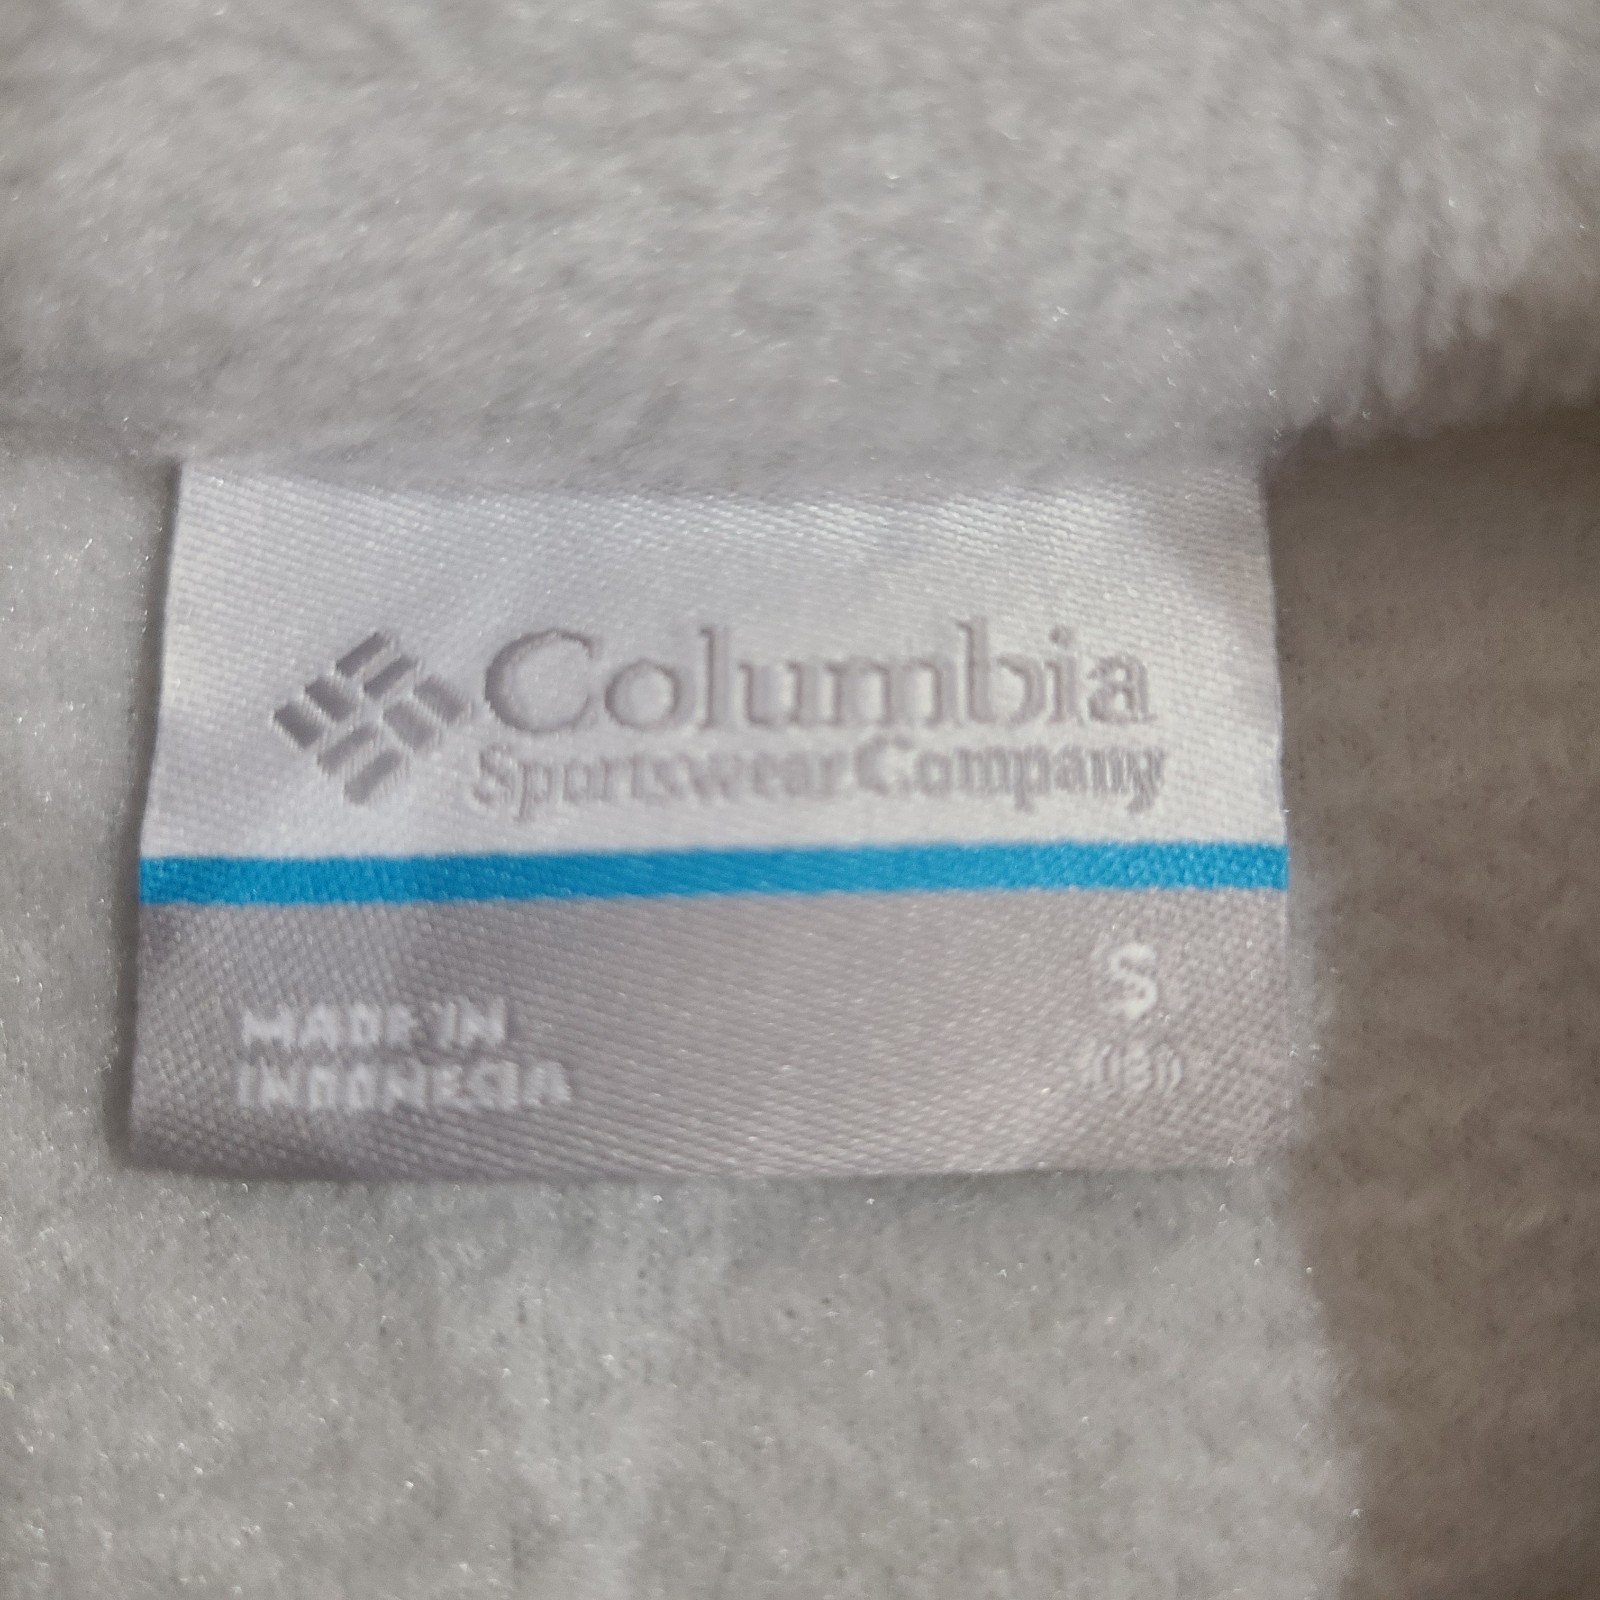 Columbia
Sportswear Company
MADE IN
INDONESIA
S